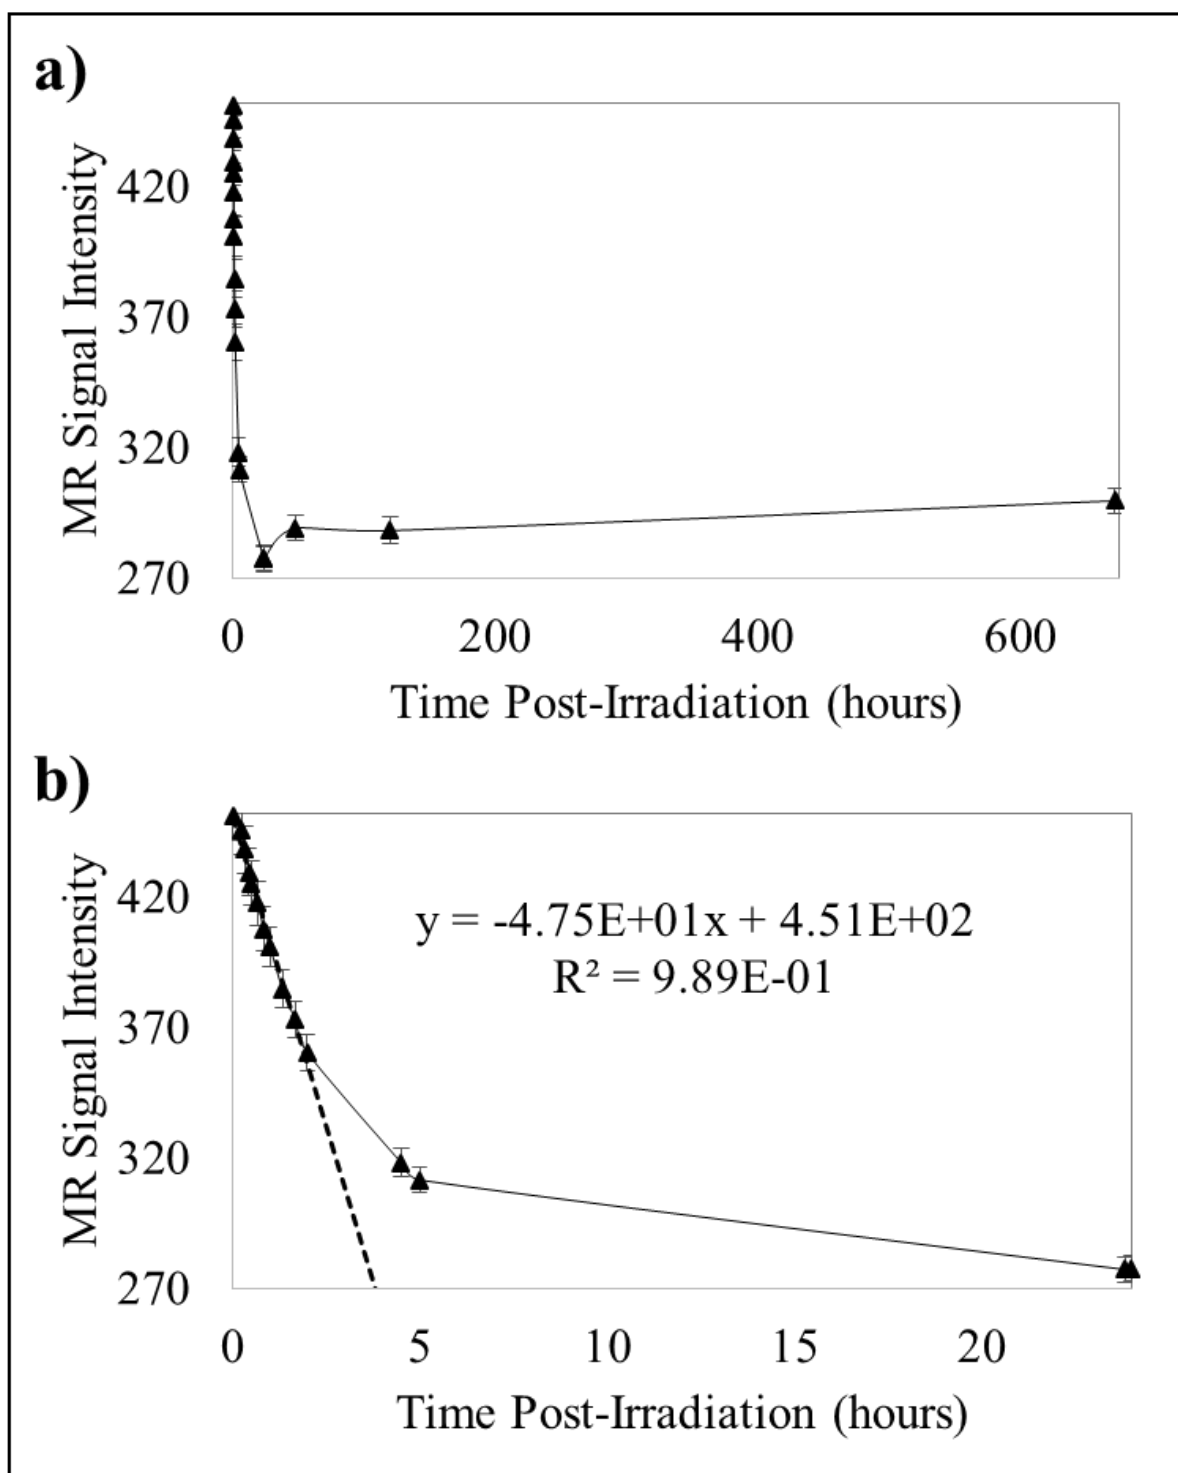 a)
MR Signal Intensity
420
370
320
270
0 200 400 600
Time Post-Irradiation (hours)
b)
MR Signal Intensity
420
370
320
270
y = -4.75E+01x + 4.51E+02
R² = 9.89E-01
0 5 10 15 20
Time Post-Irradiation (hours)